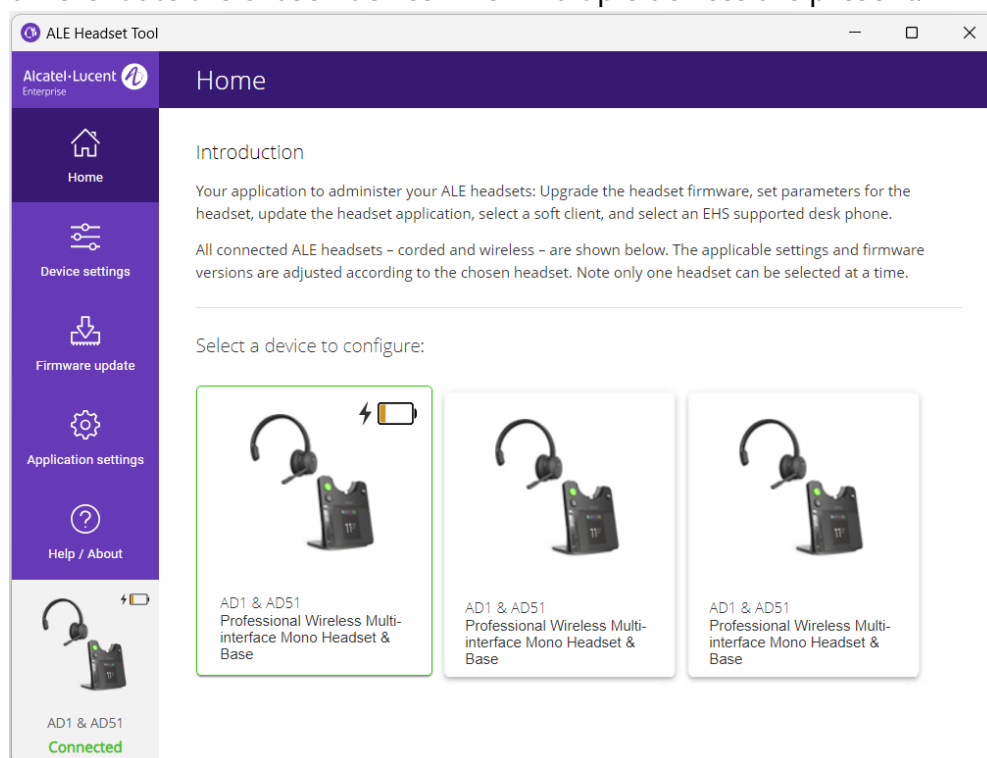 ALE Headset Tool
Alcatel·Lucent
Enterprise
Home
Home
Device settings
Firmware update
Application settings
Help / About
AD1 & AD51
Connected
Introduction
Your application to administer your ALE headsets: Upgrade the headset firmware, set parameters for the
headset, update the headset application, select a soft client, and select an EHS supported desk phone.
All connected ALE headsets – corded and wireless – are shown below. The applicable settings and firmware
versions are adjusted according to the chosen headset. Note only one headset can be selected at a time.
Select a device to configure:
AD1 & AD51
Professional Wireless Multi-
interface Mono Headset &
Base
AD1 & AD51
Professional Wireless Multi-
interface Mono Headset &
Base
AD1 & AD51
Professional Wireless Multi-
interface Mono Headset &
Base